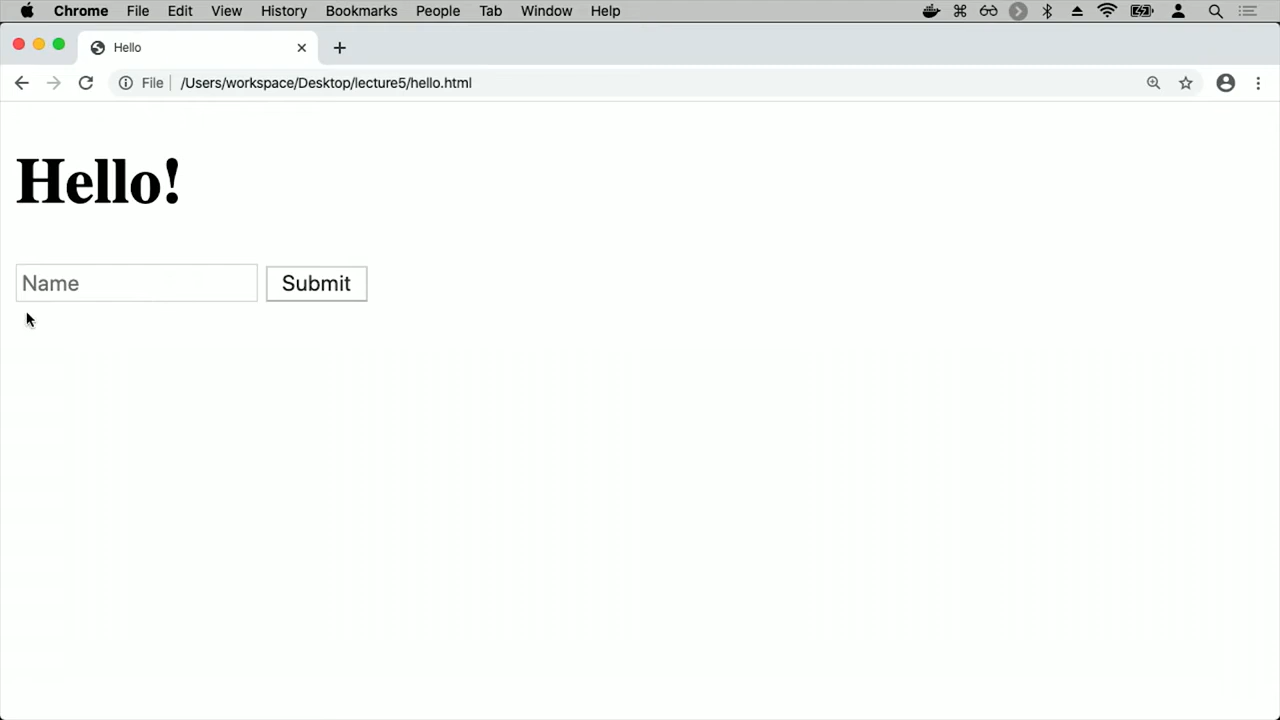 Chrome File Edit View History Bookmarks People Tab Window Help
Hello
File /Users/workspace/Desktop/lecture5/hello.html
Hello!
Name Submit